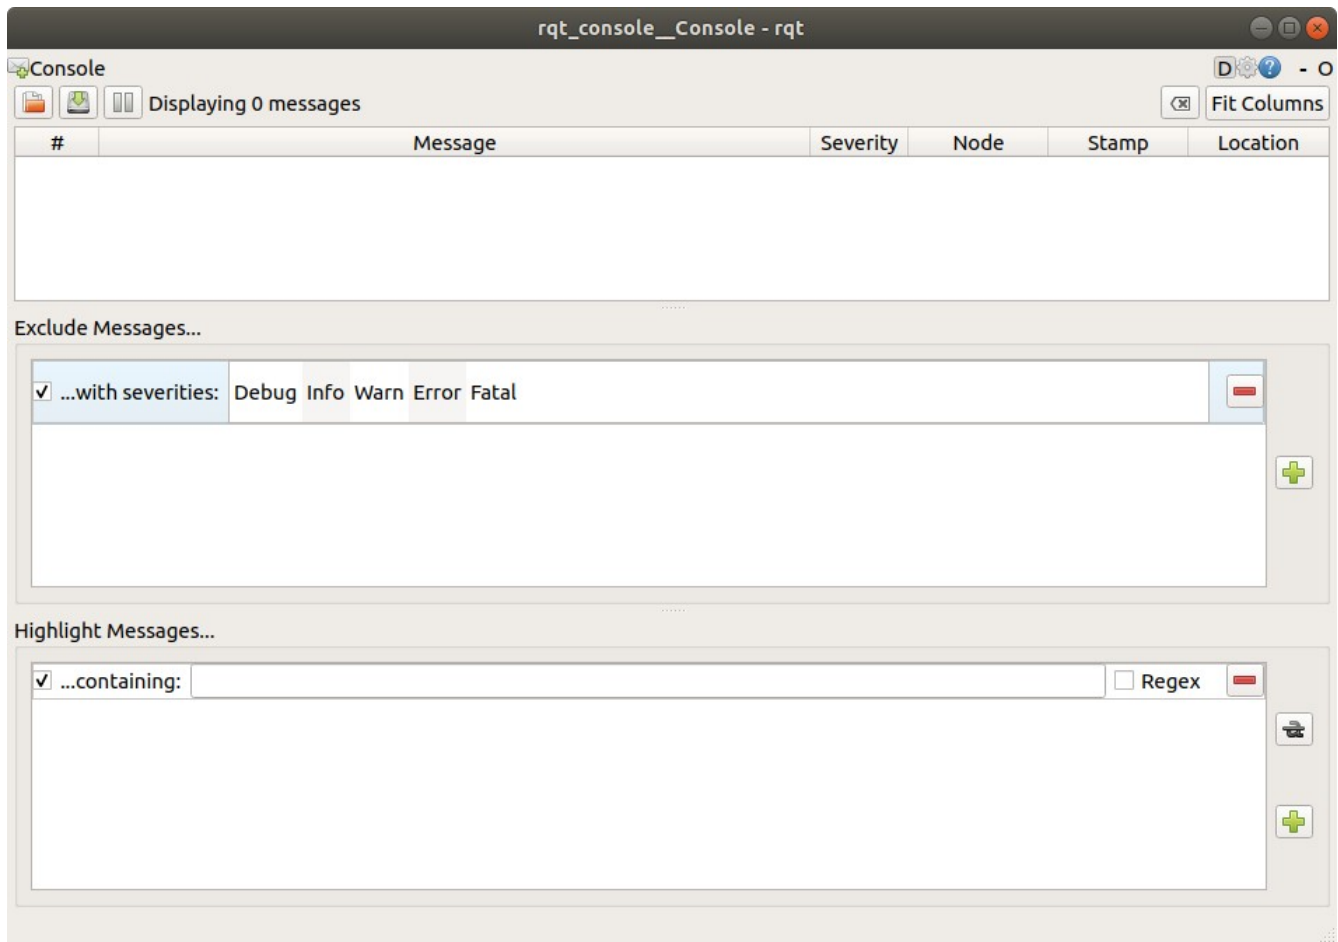 rqt_console__Console - rqt
Console D ? - O
Displaying 0 messages Fit Columns
# Message Severity Node Stamp Location
Exclude Messages...
...with severities: Debug Info Warn Error Fatal
Highlight Messages...
...containing: Regex